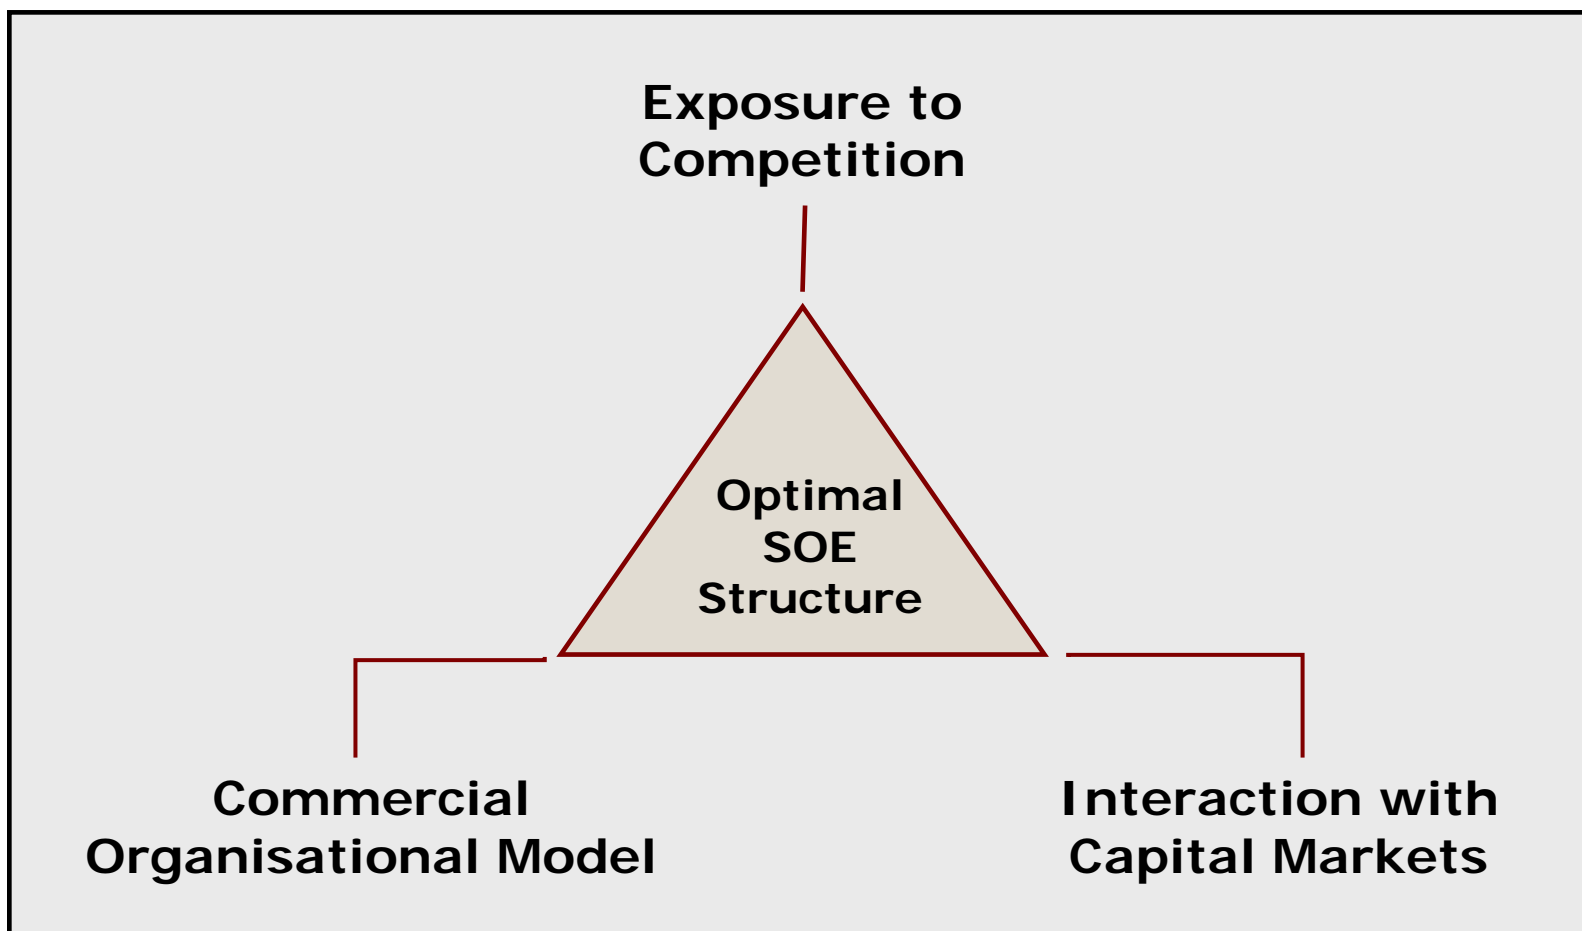 Exposure to
Competition
Optimal
SOE
Structure
Commercial
Organisational Model
Interaction with
Capital Markets